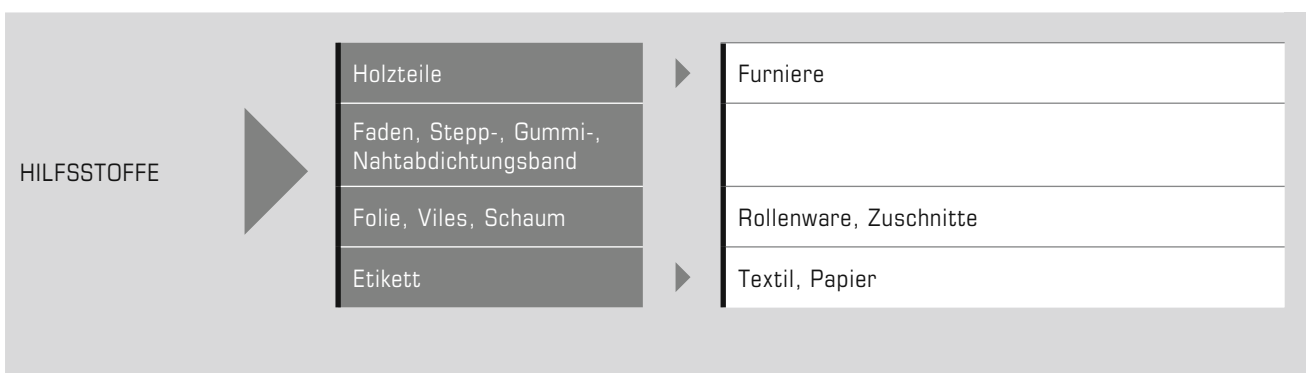 HILFSSTOFFE
Holzteile
Furniere
Faden, Stepp-, Gummi-,
Nahtabdichtungsband
Folie, Viles, Schaum
Rollenware, Zuschnitte
Etikett
Textil, Papier